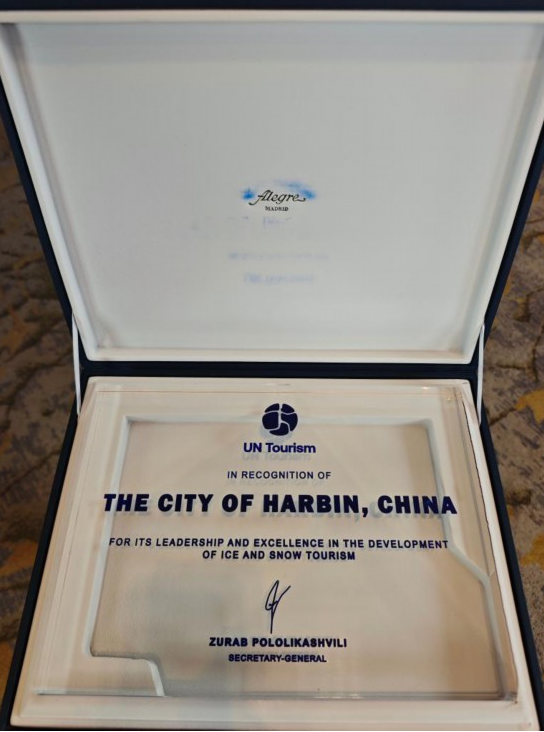 Alegre
MADRID
UN Tourism
IN RECOGNITION OF
THE CITY OF HARBIN, CHINA
FOR ITS LEADERSHIP AND EXCELLENCE IN THE DEVELOPMENT
OF ICE AND SNOW TOURISM
ZURAB POLOLIKASHVILI
SECRETARY-GENERAL